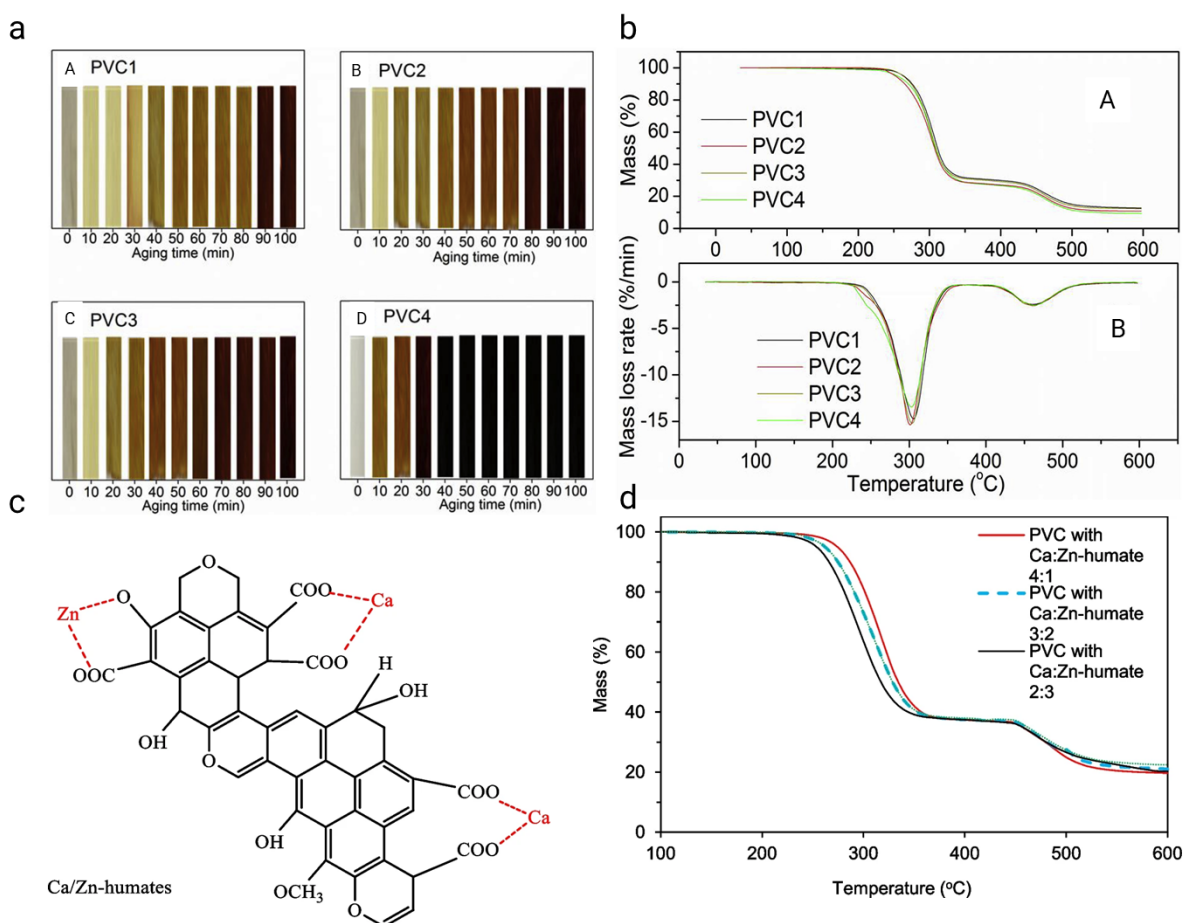 a
A PVC1
0 10 20 30 40 50 60 70 80 90 100
Aging time (min)
B PVC2
0 10 20 30 40 50 60 70 80 90 100
Aging time (min)
C PVC3
0 10 20 30 40 50 60 70 80 90 100
Aging time (min)
D PVC4
0 10 20 30 40 50 60 70 80 90 100
Aging time (min)
b
100
80
60
40
20
0
Mass (%)
A
PVC1
PVC2
PVC3
PVC4
0 100 200 300 400 500 600
0
-5
-10
-15
Mass loss rate (%/min)
B
PVC1
PVC2
PVC3
PVC4
0 100 200 300 400 500 600
Temperature (°C)
c
O
Zn
O
COO
Ca
OOC
COO
H
OH
OH
O
COO
Ca
OH
COO
OCH3
O
Ca/Zn-humates
d
100
80
60
40
20
0
Mass (%)
PVC with
Ca:Zn-humate
4:1
PVC with
Ca:Zn-humate
3:2
PVC with
Ca:Zn-humate
2:3
100 200 300 400 500 600
Temperature (ºC)